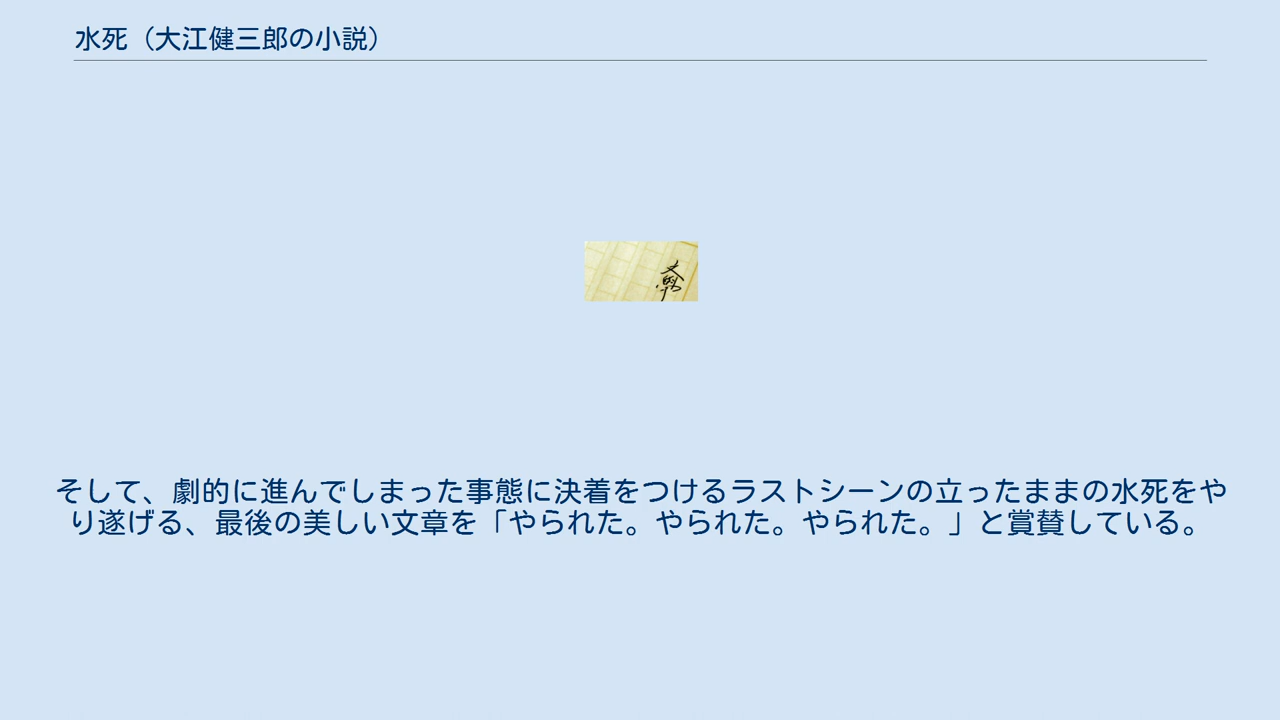 水死（大江健三郎の小説）
そして、劇的に進んでしまった事態に決着をつけるラストシーンの立ったままの水死をや
り遂げる、最後の美しい文章を「やられた。やられた。やられた。」と賞賛している。